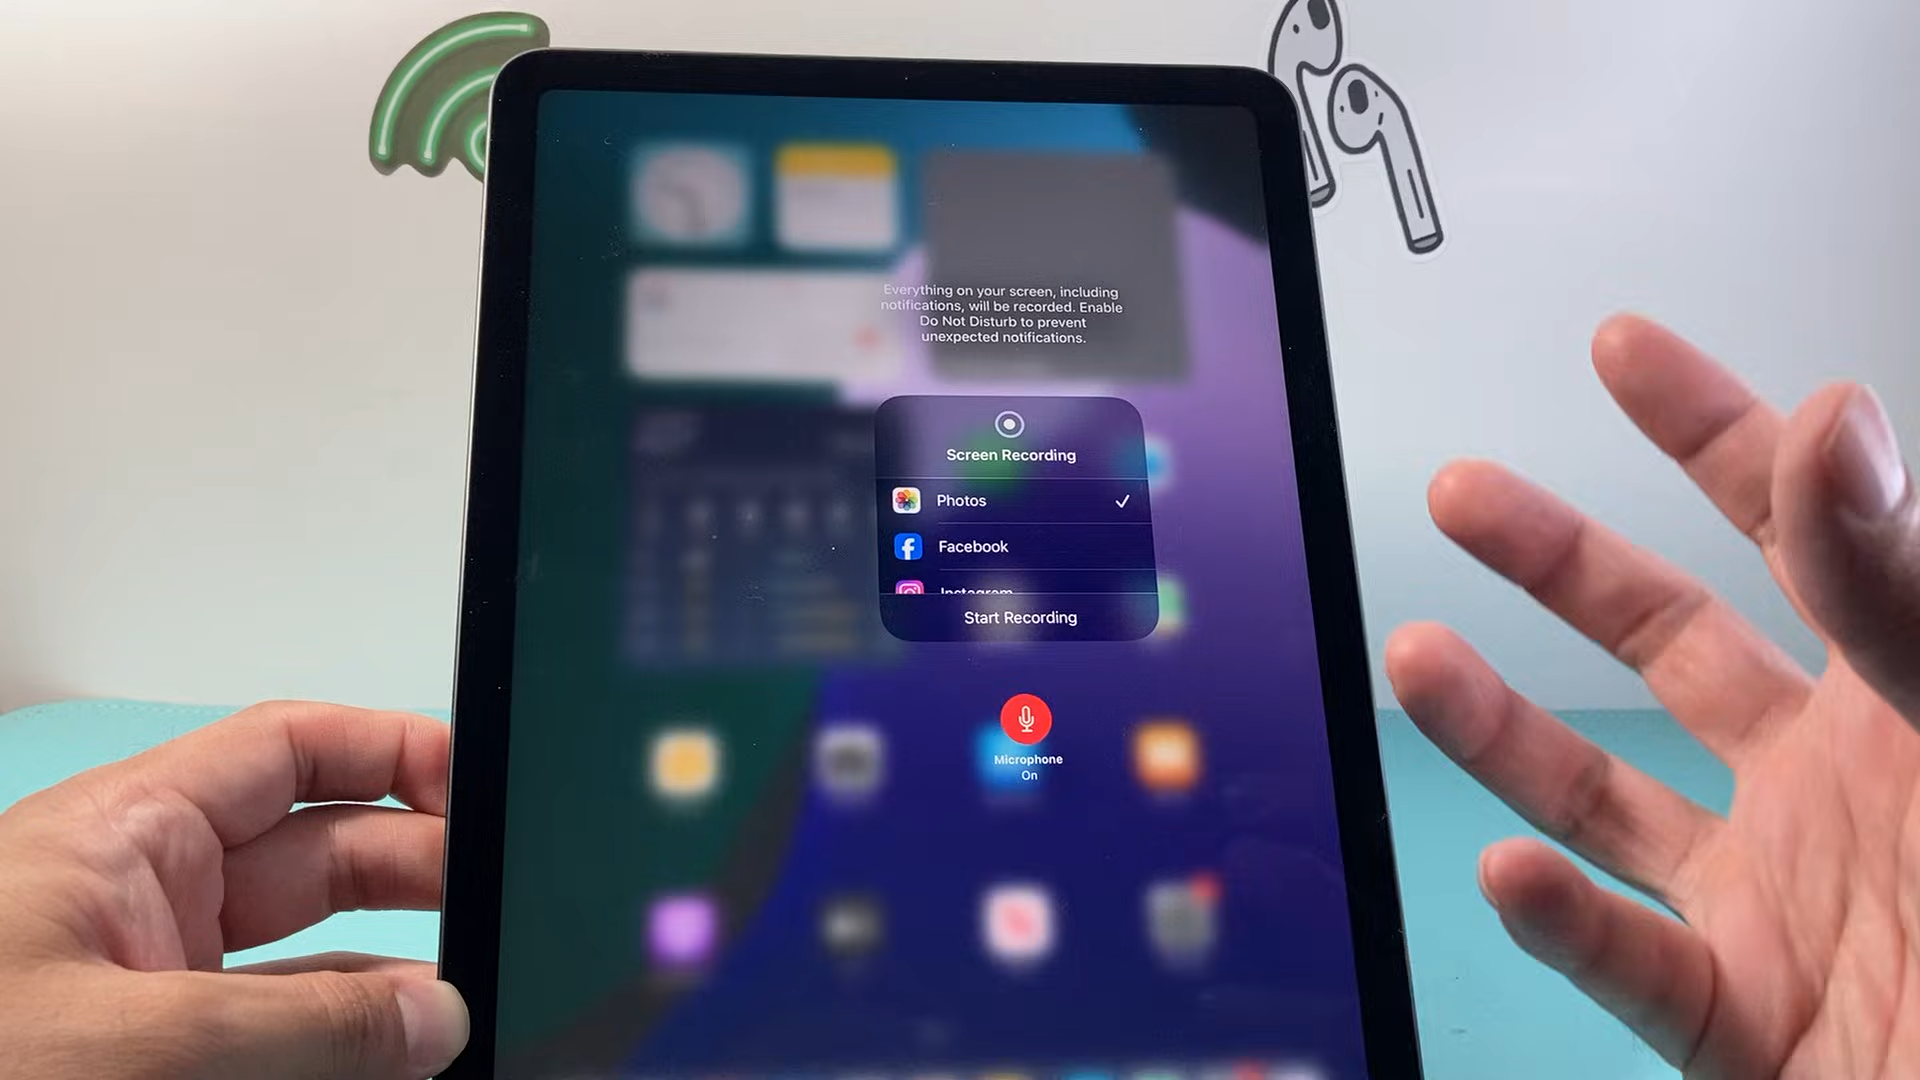 Everything on your screen, including
notifications, will be recorded. Enable
Do Not Disturb to prevent
unexpected notifications.
Screen Recording
Photos
Facebook
Instagram
Start Recording
Microphone
On